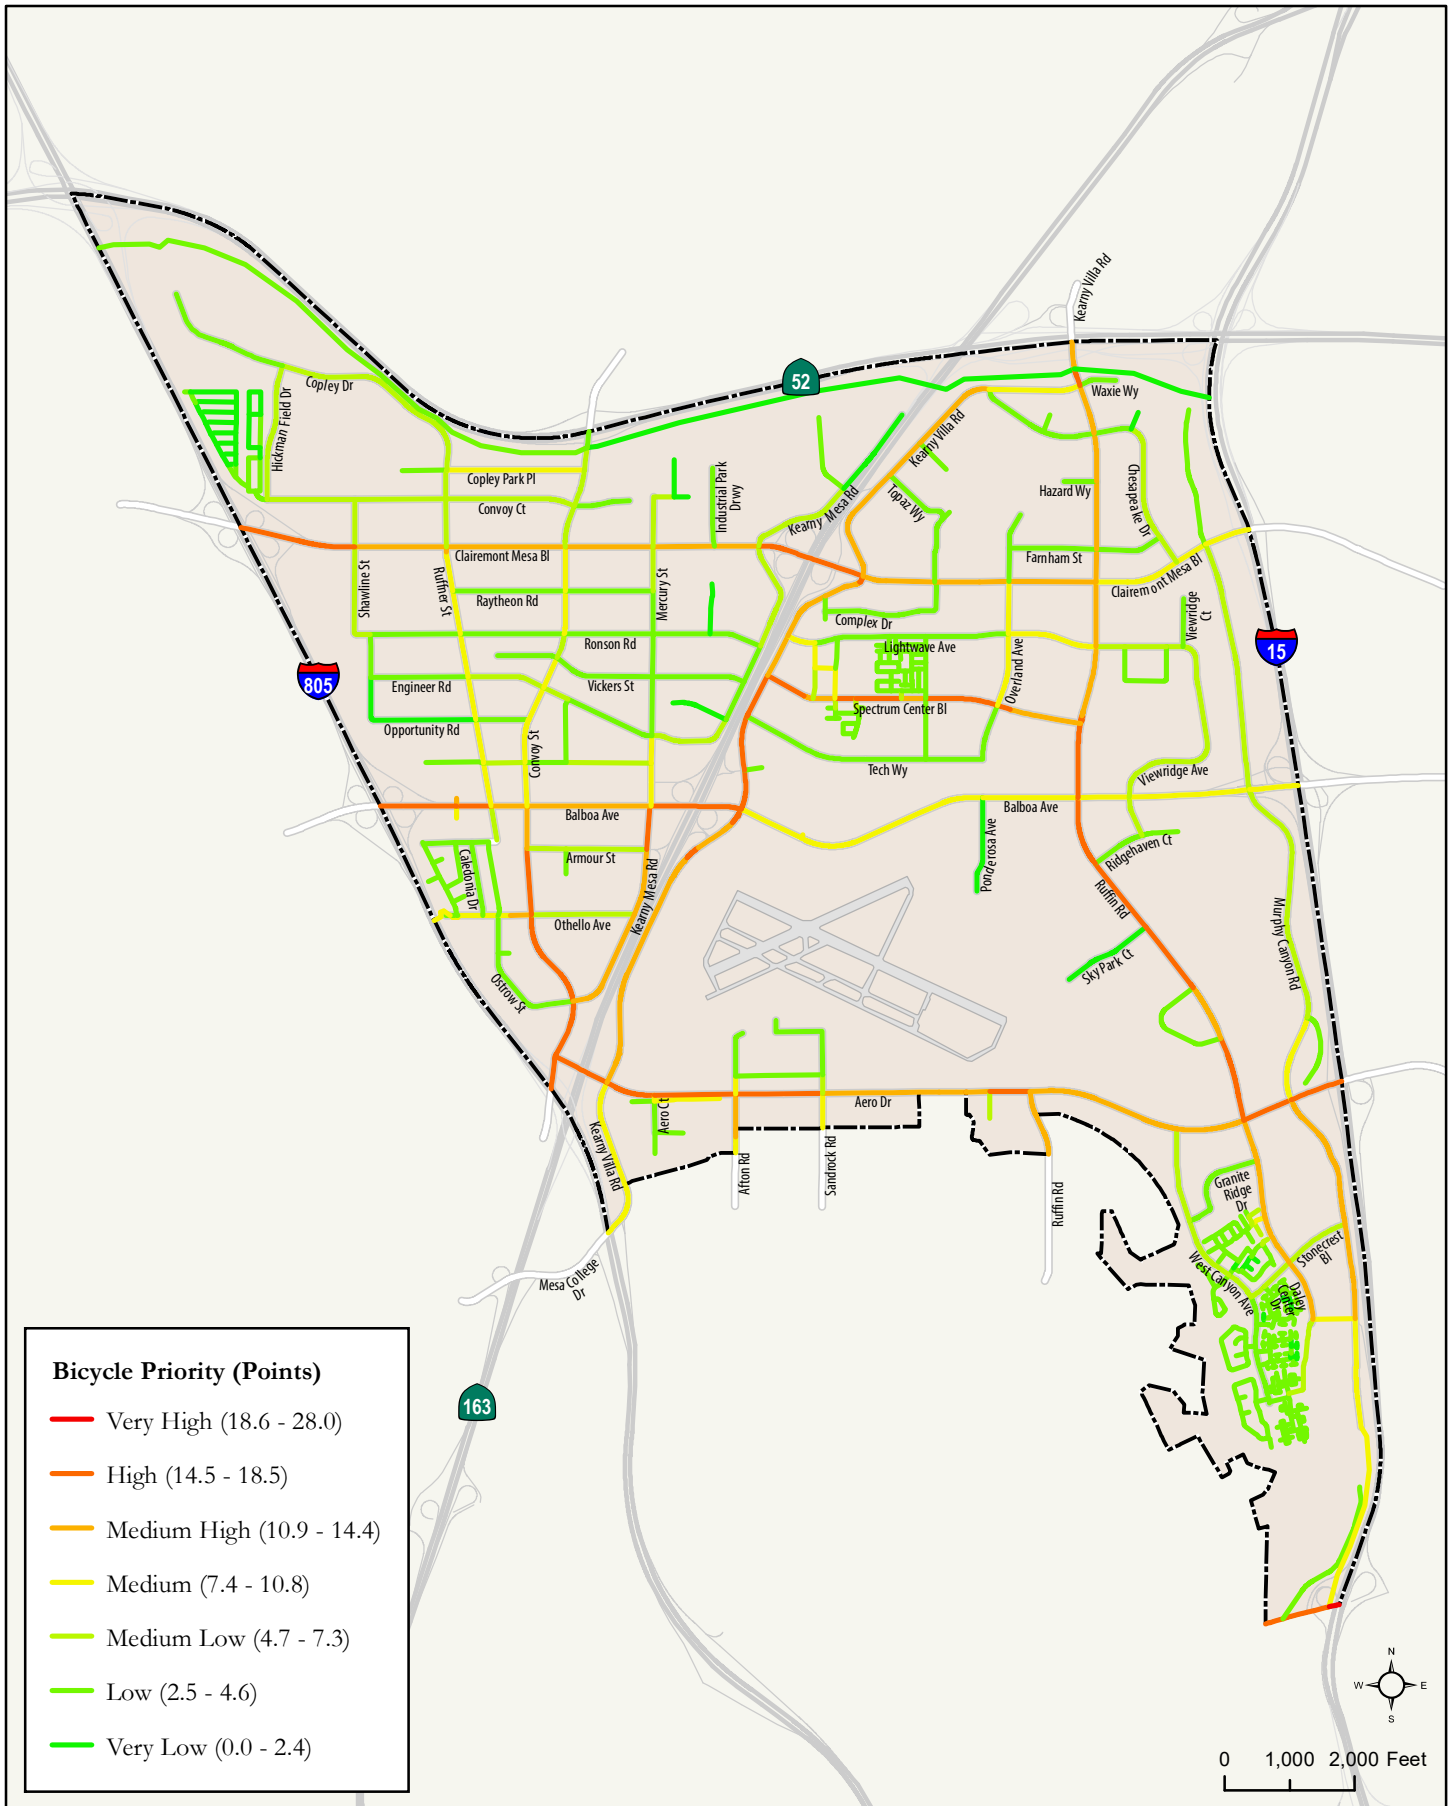 Kearny Villa Rd
52
Copley Dr
Waxie Wy
Hickman Field Dr
Kearny Villa Rd
Copley Park Pl
Industrial Park
Drwy
Chesapeake Dr
Hazard Wy
Topaz Wy
Kearny Mesa Rd
Convoy Ct
Clairemont Mesa Bl
Farnham St
Clairemont Mesa Bl
Shawline St
Ruffner St
Mercury St
Raytheon Rd
Complex Dr
Viewridge
Ct
Ronson Rd
Lightwave Ave
15
Overland Ave
805
Engineer Rd
Vickers St
Spectrum Center Bl
Opportunity Rd
Convoy St
Tech Wy
Viewridge Ave
Balboa Ave
Balboa Ave
Ponderosa Ave
Ridgehaven Ct
Armour St
Caledonia Dr
Kearny Mesa Rd
Ruffin Rd
Othello Ave
Murphy Canyon Rd
Sky Park Ct
Ostrow St
Aero Dr
Aero Ct
Kearny Villa Rd
Afton Rd
Sandrock Rd
Ruffin Rd
Granite
Ridge
Dr
Stonecrest
Bl
West Canyon Ave
Daley
Center
Dr
Mesa College
Dr
163
Bicycle Priority (Points)
Very High (18.6 - 28.0)
High (14.5 - 18.5)
Medium High (10.9 - 14.4)
Medium (7.4 - 10.8)
Medium Low (4.7 - 7.3)
Low (2.5 - 4.6)
Very Low (0.0 - 2.4)
N
W E
S
0 1,000 2,000 Feet